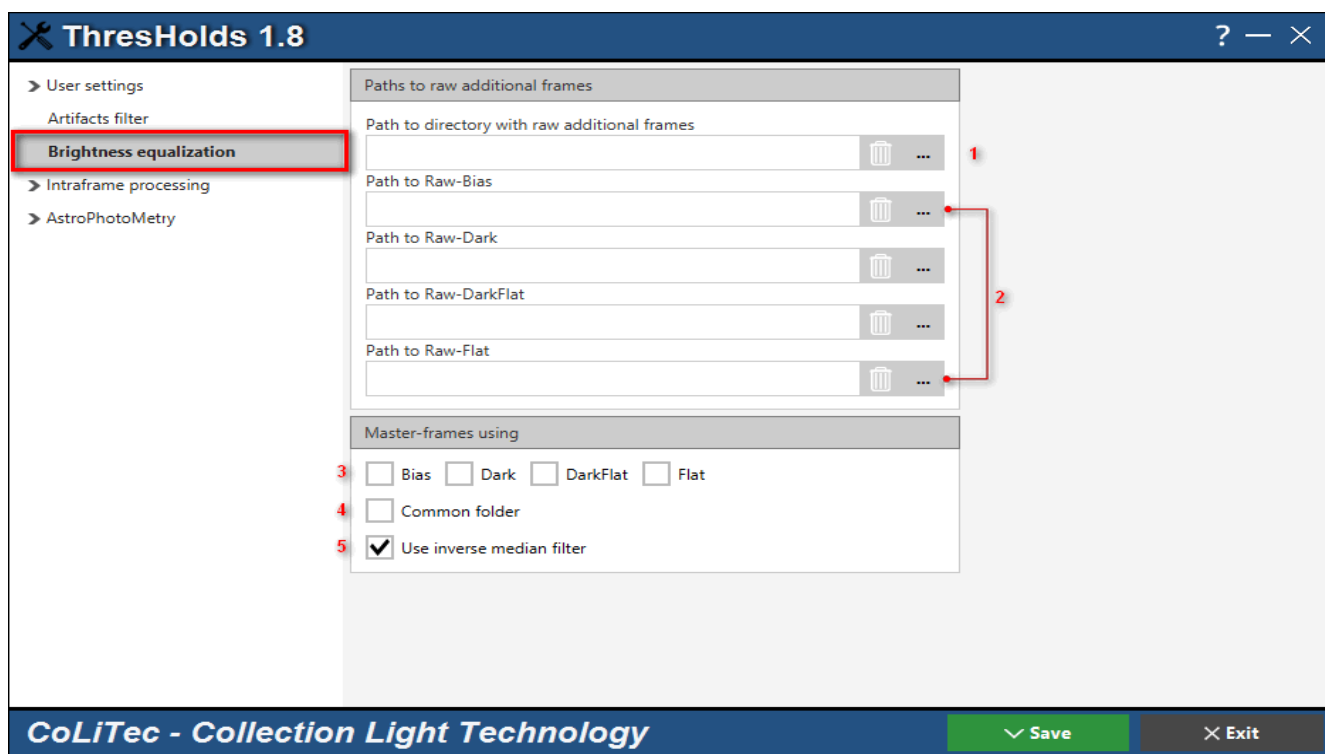 ThresHolds 1.8
? — ×
User settings
Artifacts filter
Brightness equalization
Intraframe processing
AstroPhotoMetry
Paths to raw additional frames
Path to directory with raw additional frames
... 1
Path to Raw-Bias
...
Path to Raw-Dark
...
2
Path to Raw-DarkFlat
...
Path to Raw-Flat
...
Master-frames using
3 Bias Dark DarkFlat Flat
4 Common folder
5 Use inverse median filter
CoLiTec - Collection Light Technology
Save
Exit